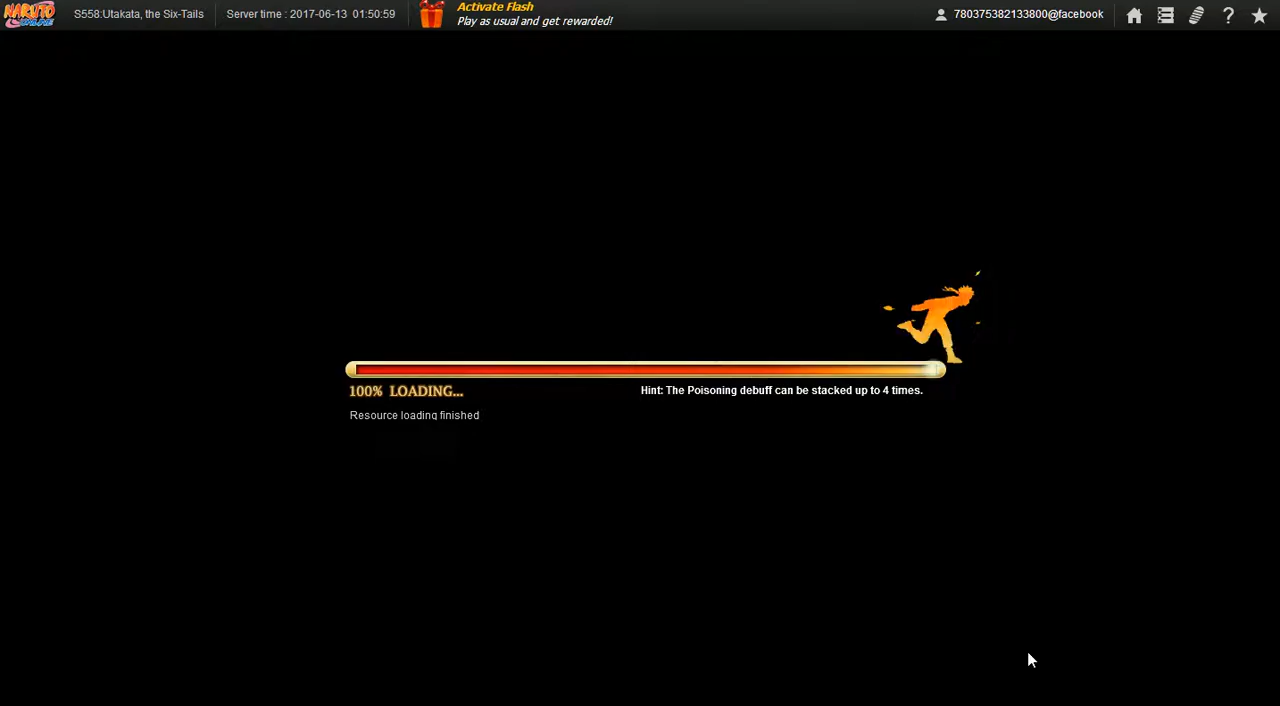 NARUTO
ONLINE
S558:Utakata, the Six-Tails
Server time : 2017-06-13 01:50:59
Activate Flash
Play as usual and get rewarded!
780375382133800@facebook
?
100% LOADING...
Hint: The Poisoning debuff can be stacked up to 4 times.
Resource loading finished